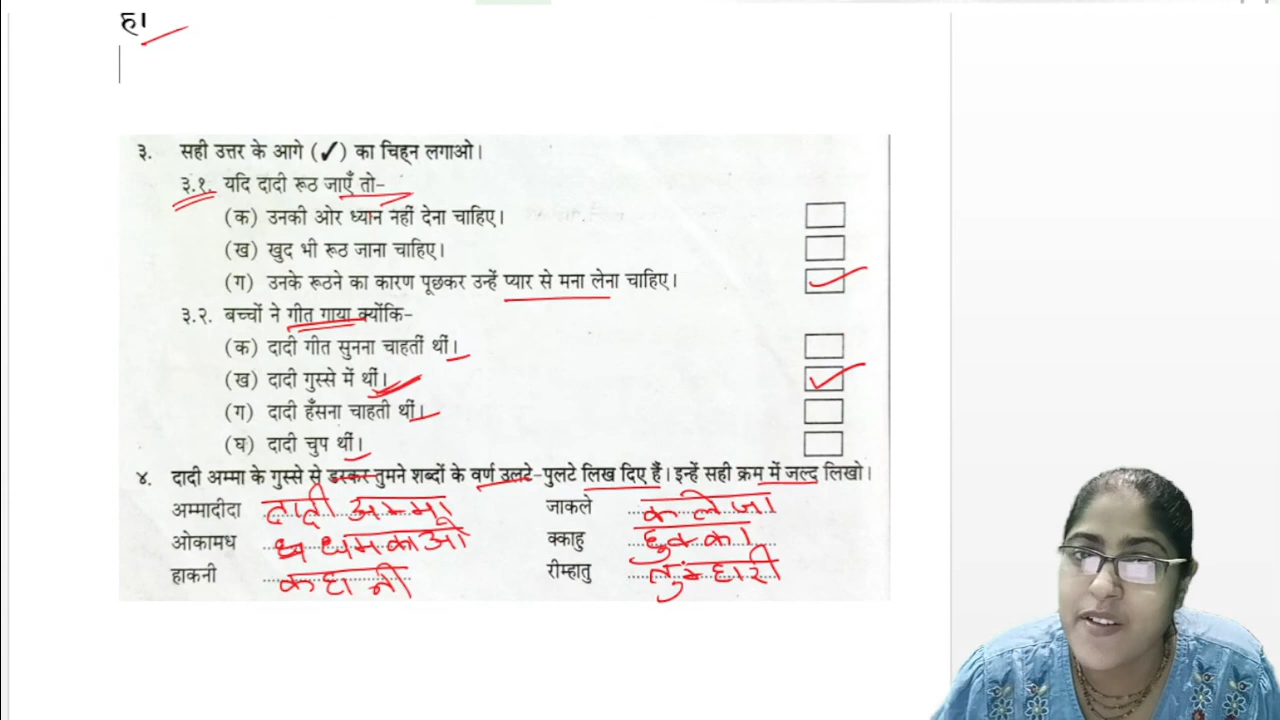 है।
३. सही उत्तर के आगे (✓) का चिह्न लगाओ।
३.१. यदि दादी रूठ जाएँ तो-
(क) उनकी ओर ध्यान नहीं देना चाहिए।
(ख) खुद भी रूठ जाना चाहिए।
(ग) उनके रूठने का कारण पूछकर उन्हें प्यार से मना लेना चाहिए। ✓
३.२. बच्चों ने गीत गाया क्योंकि-
(क) दादी गीत सुनना चाहतीं थीं।
(ख) दादी गुस्से में थीं। ✓
(ग) दादी हँसना चाहती थीं।
(घ) दादी चुप थीं।
४. दादी अम्मा के गुस्से से डरकर तुमने शब्दों के वर्ण उलटे-पुलटे लिख दिए हैं। इन्हें सही क्रम में जल्द लिखो।
अम्मादीदा दादी अम्मा जाकले कलेजा
ओकामध ध धमकाओ क्काहु हुक्का
हाकनी कहानी रीम्हातु तुम्हारी